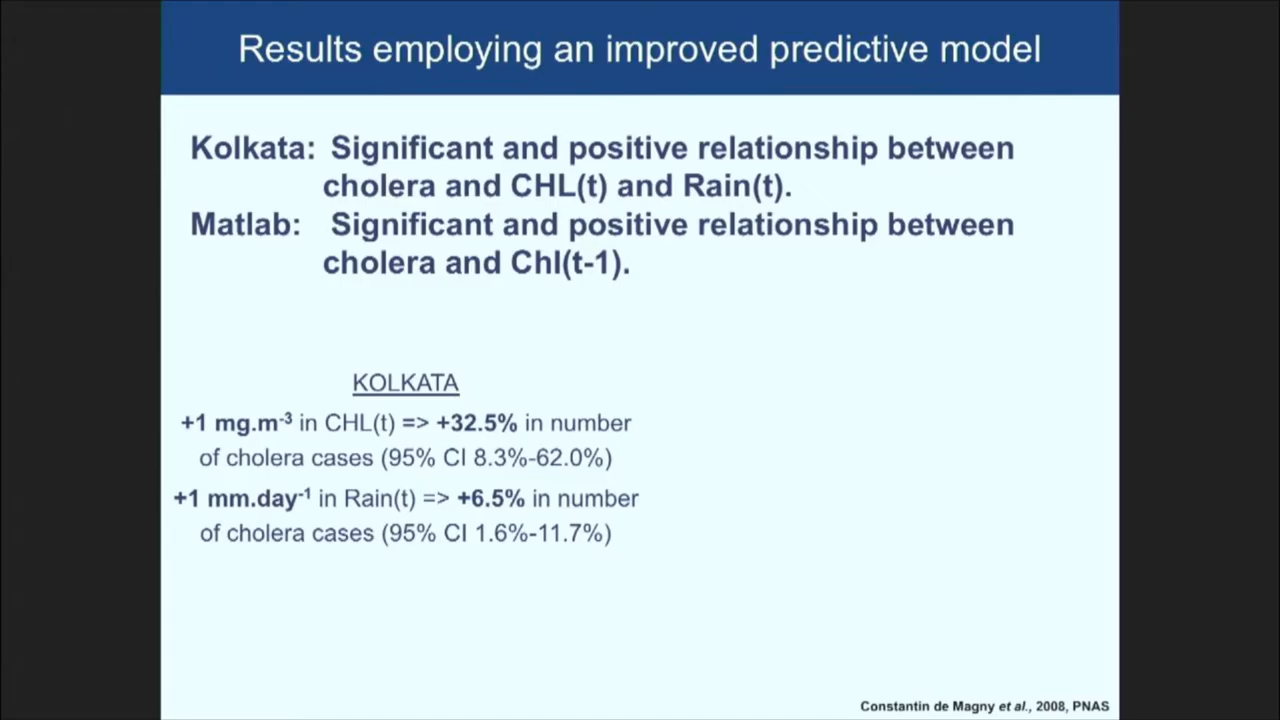 Results employing an improved predictive model
Kolkata: Significant and positive relationship between
cholera and CHL(t) and Rain(t).
Matlab: Significant and positive relationship between
cholera and Chl(t-1).
KOLKATA
+1 mg.m⁻³ in CHL(t) => +32.5% in number
of cholera cases (95% CI 8.3%-62.0%)
+1 mm.day⁻¹ in Rain(t) => +6.5% in number
of cholera cases (95% CI 1.6%-11.7%)
Constantin de Magny et al., 2008, PNAS